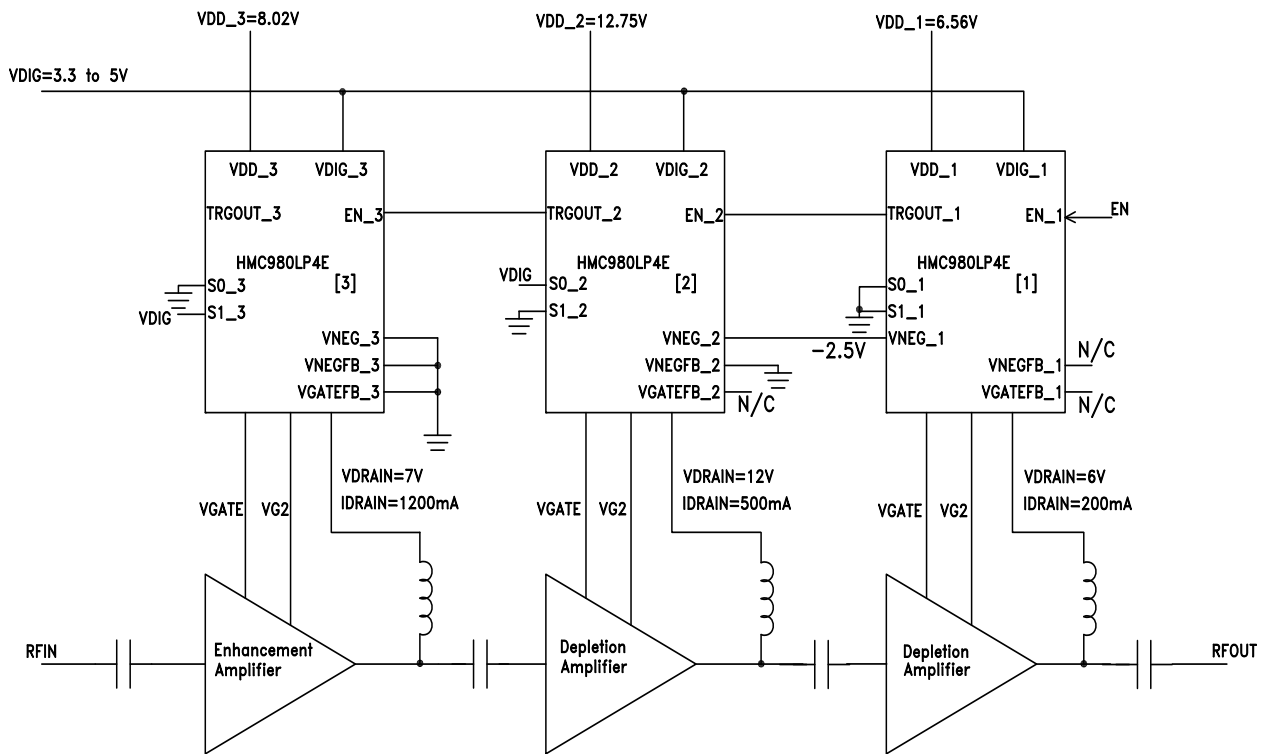 VDD_3=8.02V
VDD_2=12.75V
VDD_1=6.56V
VDIG=3.3 to 5V
VDD_3
VDIG_3
TRGOUT_3
EN_3
HMC980LP4E
[3]
S0_3
VDIG
S1_3
VNEG_3
VNEGFB_3
VGATEFB_3
VDD_2
VDIG_2
TRGOUT_2
EN_2
HMC980LP4E
[2]
VDIG
S0_2
S1_2
VNEG_2
-2.5V
VNEGFB_2
VGATEFB_2
N/C
VDD_1
VDIG_1
TRGOUT_1
EN_1
EN
HMC980LP4E
[1]
S0_1
S1_1
VNEG_1
VNEGFB_1
N/C
VGATEFB_1
N/C
VGATE
VG2
VDRAIN=7V
IDRAIN=1200mA
VGATE
VG2
VDRAIN=12V
IDRAIN=500mA
VGATE
VG2
VDRAIN=6V
IDRAIN=200mA
RFIN
Enhancement
Amplifier
Depletion
Amplifier
Depletion
Amplifier
RFOUT